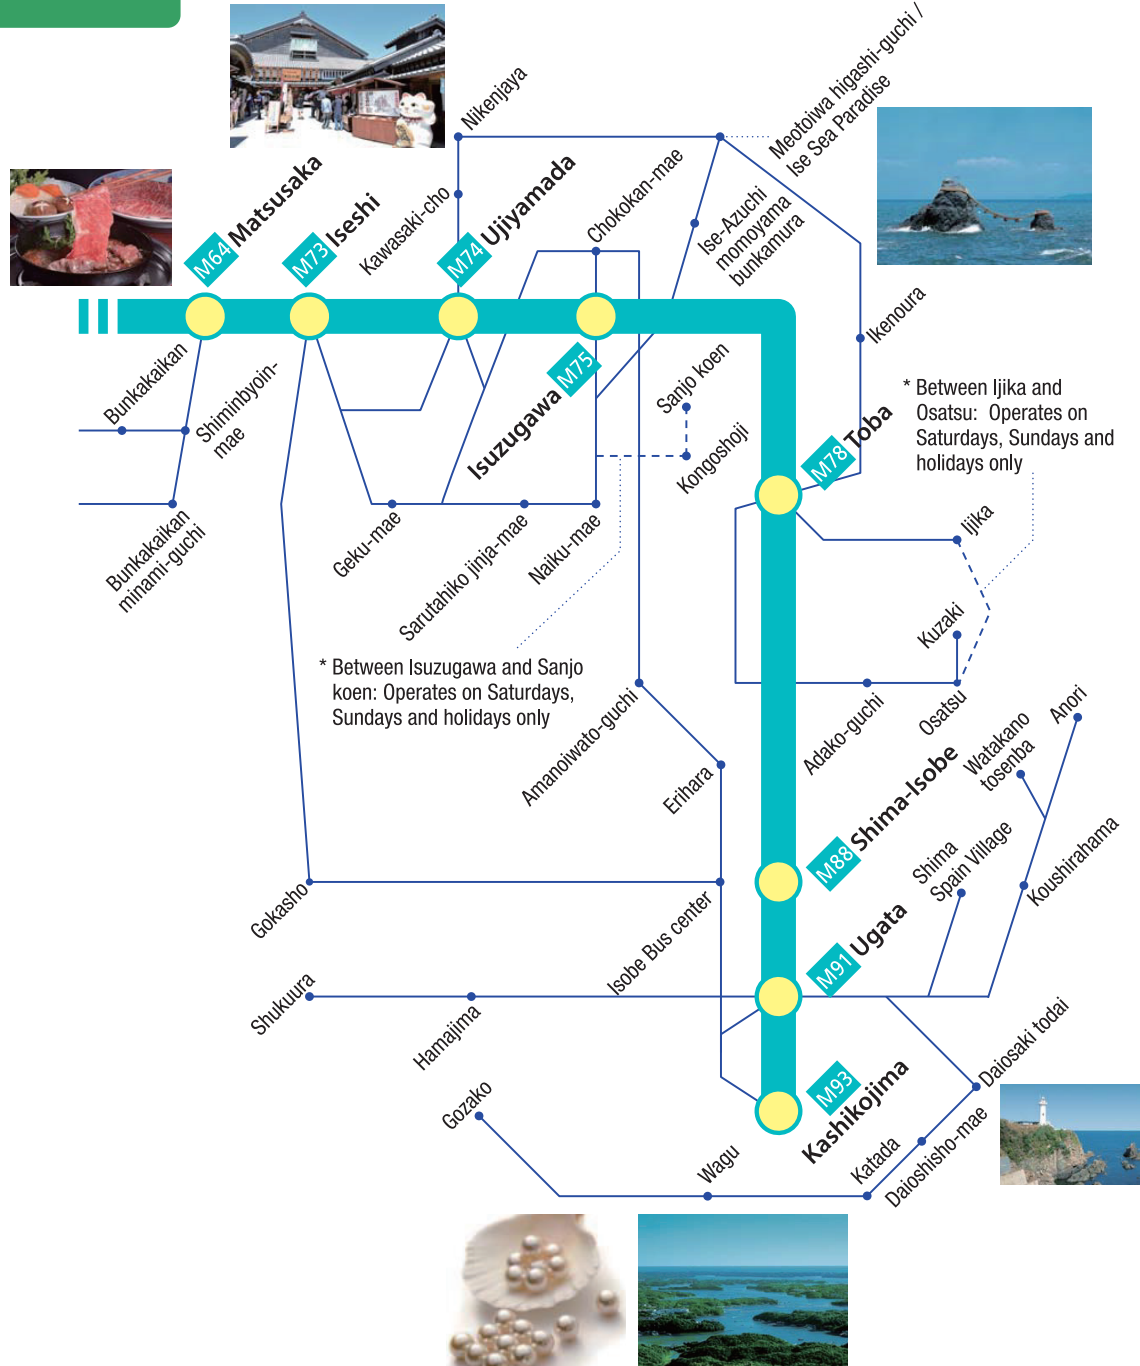 Nikenjaya
Meotoiwa higashi-guchi /
Ise Sea Paradise
M64 Matsusaka
M73 Iseshi
Kawasaki-cho
M74 Ujiyamada
Chokokan-mae
Ise-Azuchi
momoyama
bunkamura
Ikenoura
Bunkakaikan
Shiminbyoin-
mae
Isuzugawa M75
Sanjo koen
Kongoshoji
M78 Toba
* Between Ijika and
Osatsu: Operates on
Saturdays, Sundays and
holidays only
Bunkakaikan
minami-guchi
Geku-mae
Sarutahiko jinja-mae
Naiku-mae
Ijika
Kuzaki
* Between Isuzugawa and Sanjo
koen: Operates on Saturdays,
Sundays and holidays only
Amanoiwato-guchi
Adako-guchi
Osatsu
Erihara
Watakano
tosenba
Anori
M88 Shima-Isobe
Shima
Spain Village
Koushirahama
Gokasho
Isobe Bus center
M91 Ugata
Shukuura
Hamajima
Daiosaki todai
Gozako
M93
Kashikojima
Wagu
Katada
Daioshisho-mae